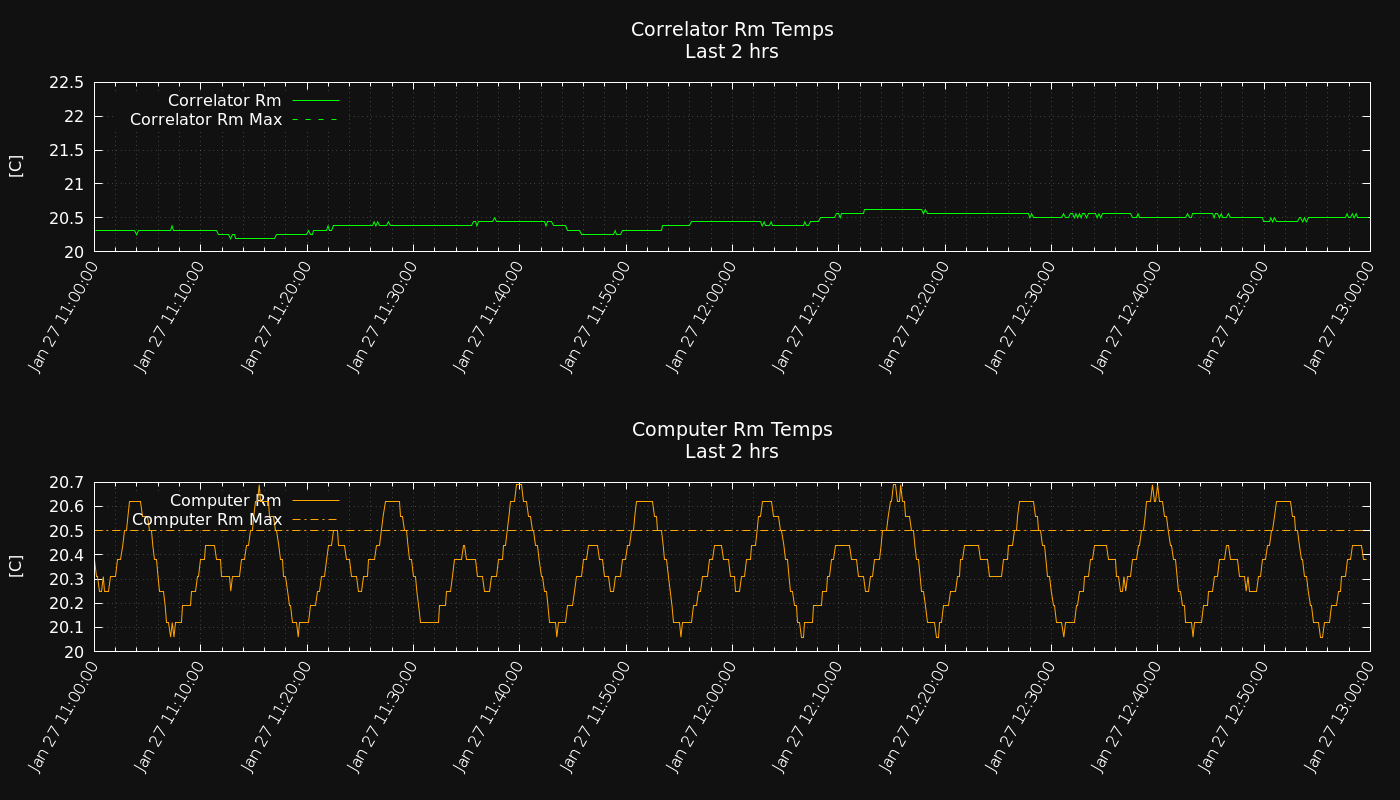 Correlator Rm Temps
Last 2 hrs
[C]
22.5
22
21.5
21
20.5
20
Correlator Rm
Correlator Rm Max
Jan 27 11:00:00
Jan 27 11:10:00
Jan 27 11:20:00
Jan 27 11:30:00
Jan 27 11:40:00
Jan 27 11:50:00
Jan 27 12:00:00
Jan 27 12:10:00
Jan 27 12:20:00
Jan 27 12:30:00
Jan 27 12:40:00
Jan 27 12:50:00
Jan 27 13:00:00
Computer Rm Temps
Last 2 hrs
[C]
20.7
20.6
20.5
20.4
20.3
20.2
20.1
20
Computer Rm
Computer Rm Max
Jan 27 11:00:00
Jan 27 11:10:00
Jan 27 11:20:00
Jan 27 11:30:00
Jan 27 11:40:00
Jan 27 11:50:00
Jan 27 12:00:00
Jan 27 12:10:00
Jan 27 12:20:00
Jan 27 12:30:00
Jan 27 12:40:00
Jan 27 12:50:00
Jan 27 13:00:00